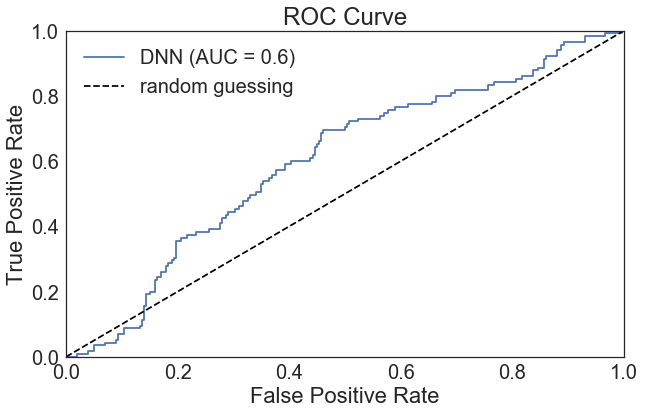 ROC Curve
DNN (AUC = 0.6)
random guessing
True Positive Rate
1.0
0.8
0.6
0.4
0.2
0.0
0.0 0.2 0.4 0.6 0.8 1.0
False Positive Rate